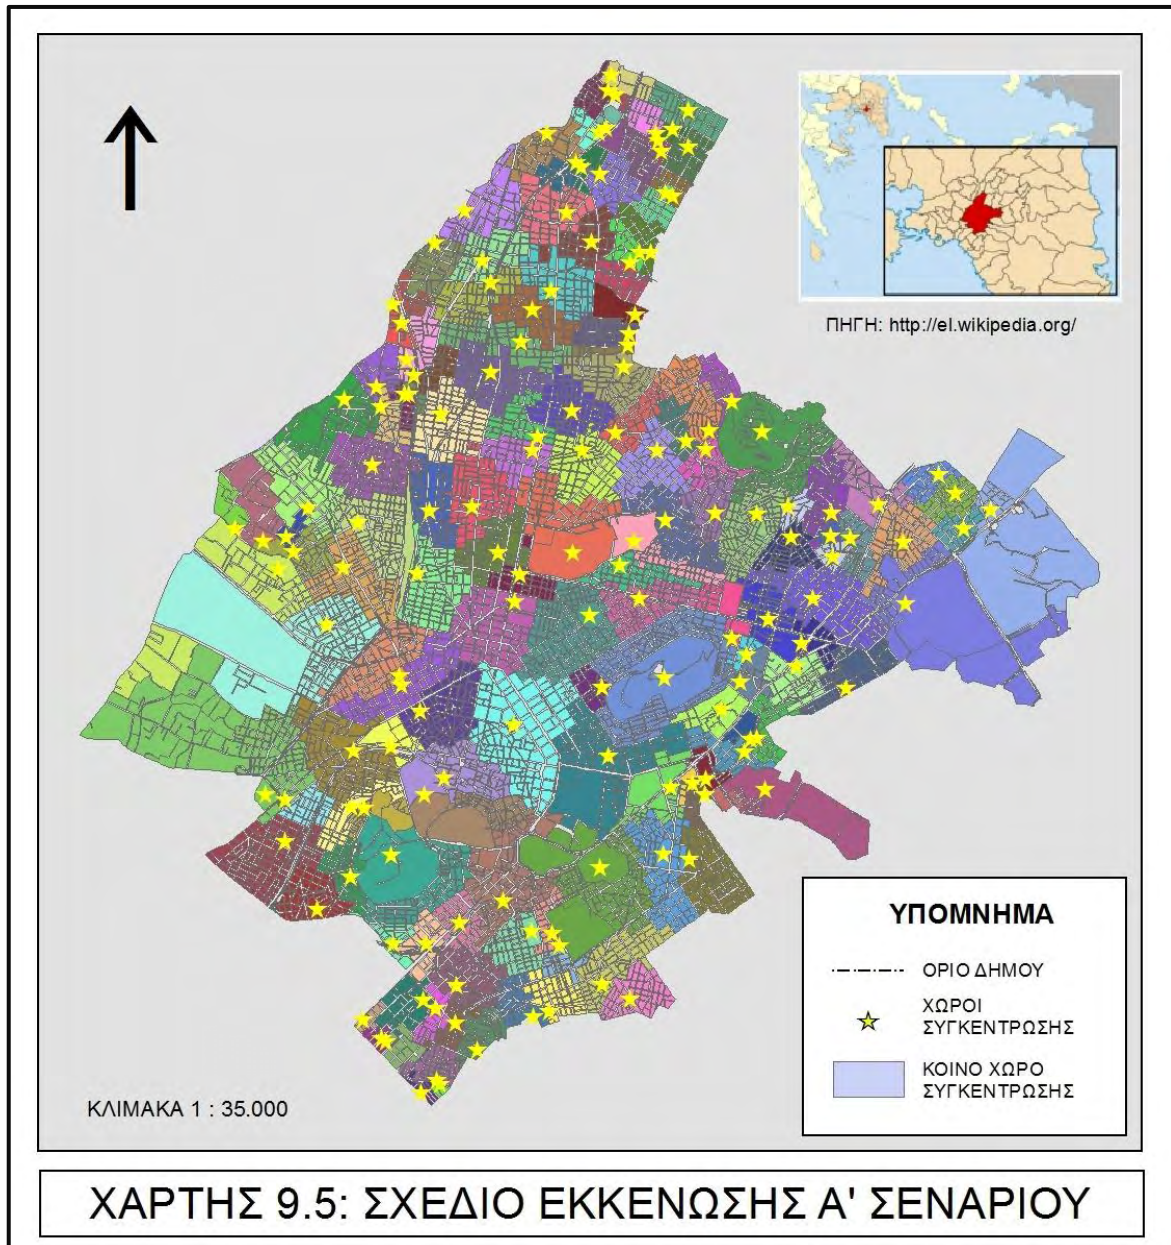 ΠΗΓΗ: http://el.wikipedia.org/
ΥΠΟΜΝΗΜΑ
ΟΡΙΟ ΔΗΜΟΥ
ΧΩΡΟΙ
ΣΥΓΚΕΝΤΡΩΣΗΣ
ΚΟΙΝΟ ΧΩΡΟ
ΣΥΓΚΕΝΤΡΩΣΗΣ
ΚΛΙΜΑΚΑ 1 : 35.000
ΧΑΡΤΗΣ 9.5: ΣΧΕΔΙΟ ΕΚΚΕΝΩΣΗΣ Α' ΣΕΝΑΡΙΟΥ